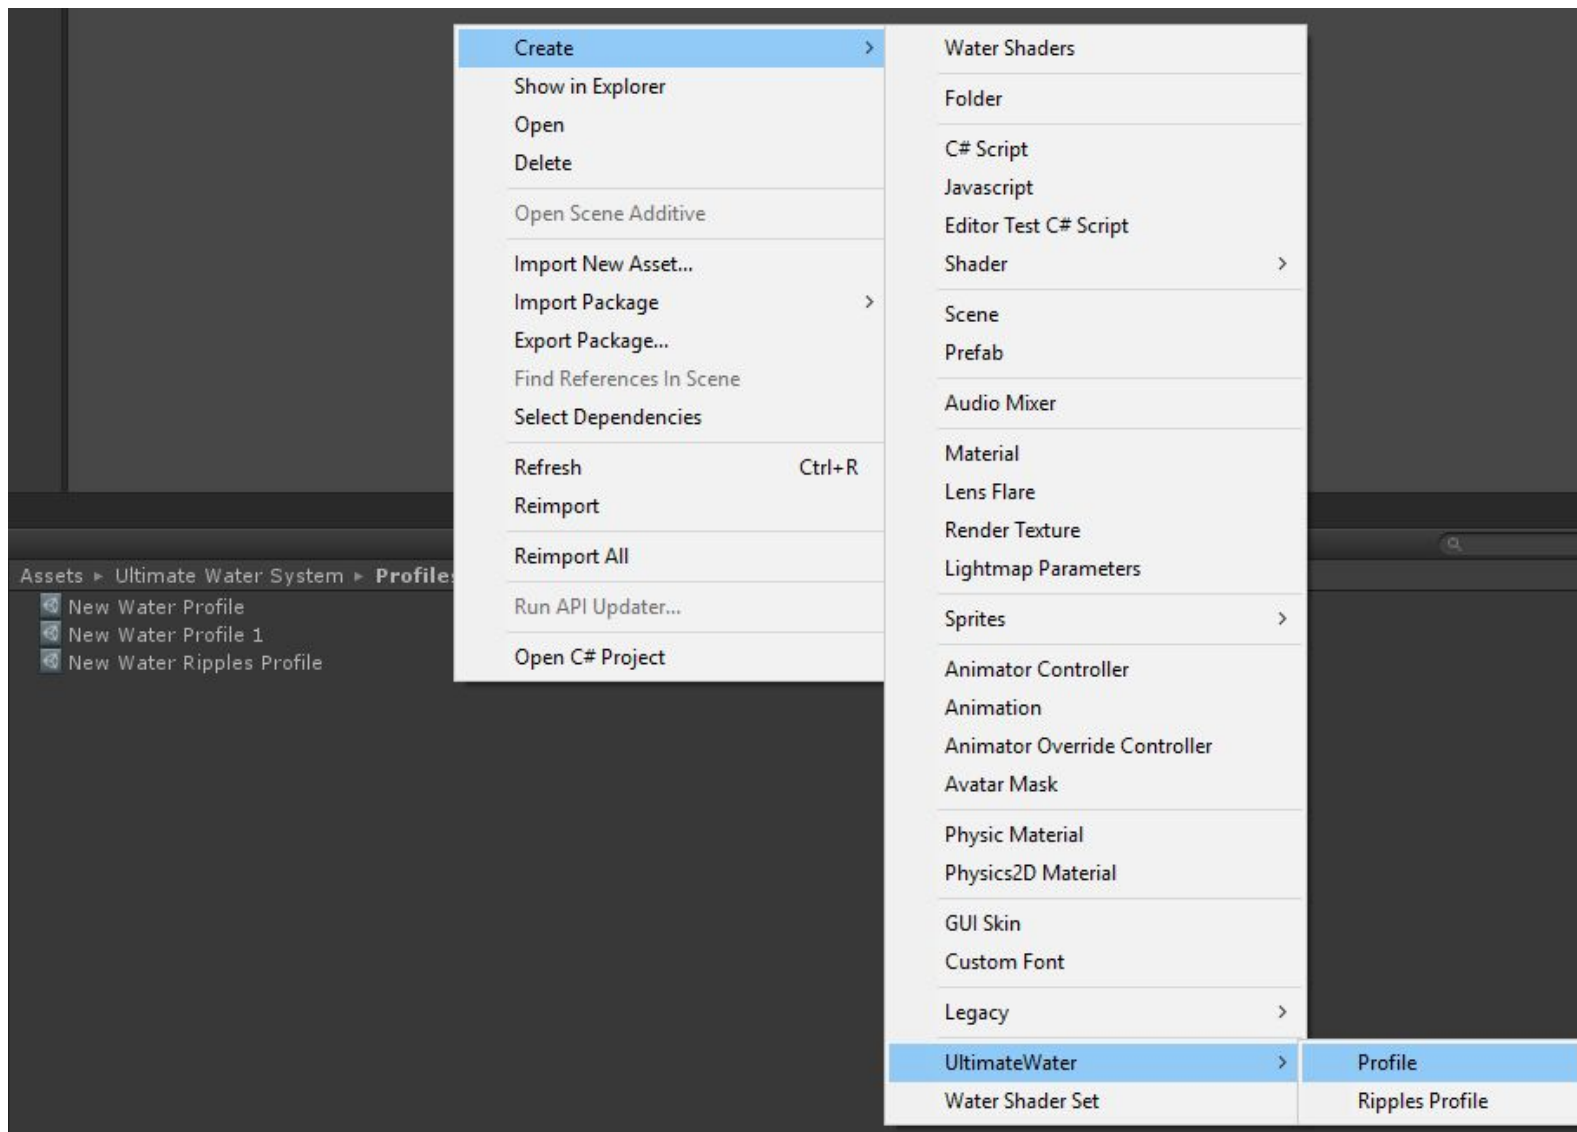 Create
Show in Explorer
Open
Delete
Open Scene Additive
Import New Asset...
Import Package
Export Package...
Find References In Scene
Select Dependencies
Refresh Ctrl+R
Reimport
Reimport All
Run API Updater...
Open C# Project
Water Shaders
Folder
C# Script
Javascript
Editor Test C# Script
Shader
Scene
Prefab
Audio Mixer
Material
Lens Flare
Render Texture
Lightmap Parameters
Sprites
Animator Controller
Animation
Animator Override Controller
Avatar Mask
Physic Material
Physics2D Material
GUI Skin
Custom Font
Legacy
UltimateWater
Water Shader Set
Profile
Ripples Profile
Assets ▸ Ultimate Water System ▸ Profiles
New Water Profile
New Water Profile 1
New Water Ripples Profile